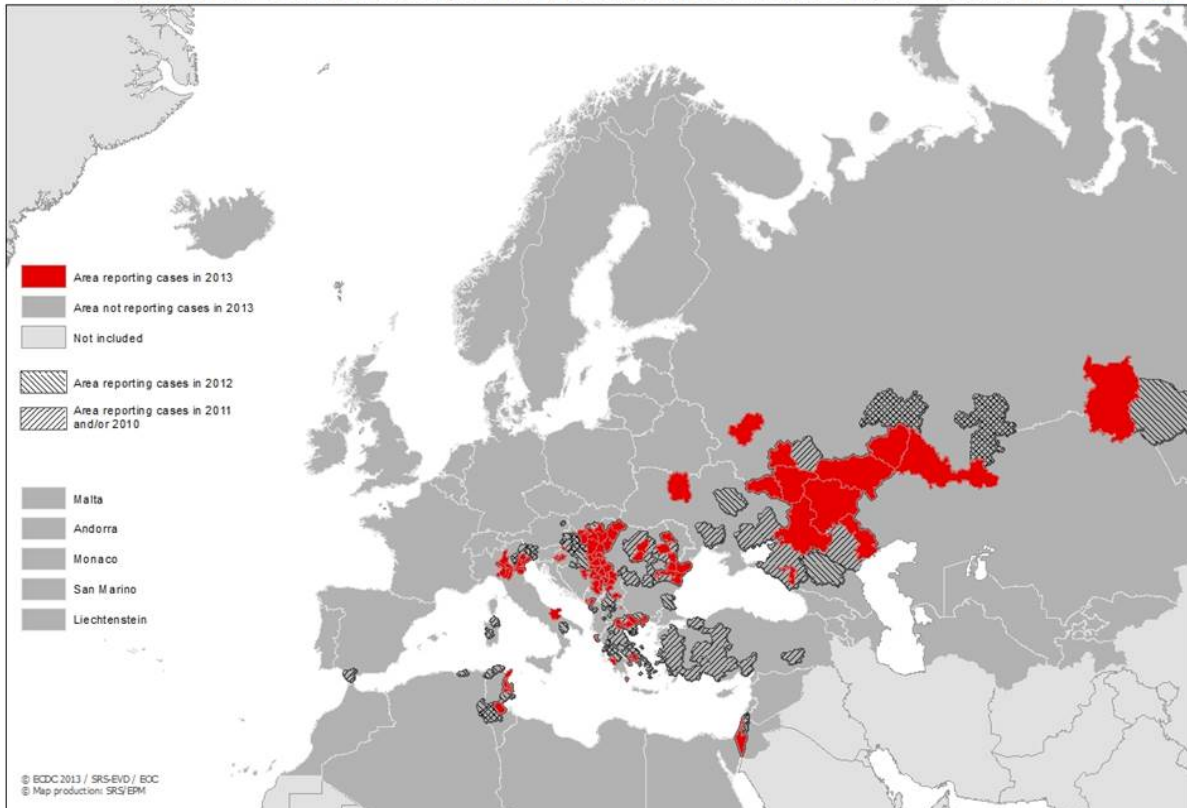 Area reporting cases in 2013
Area not reporting cases in 2013
Not included
Area reporting cases in 2012
Area reporting cases in 2011
and/or 2010
Malta
Andorra
Monaco
San Marino
Liechtenstein
© ECDC 2013 / SRS-EVD / EOC
© Map production: SRS/EPM